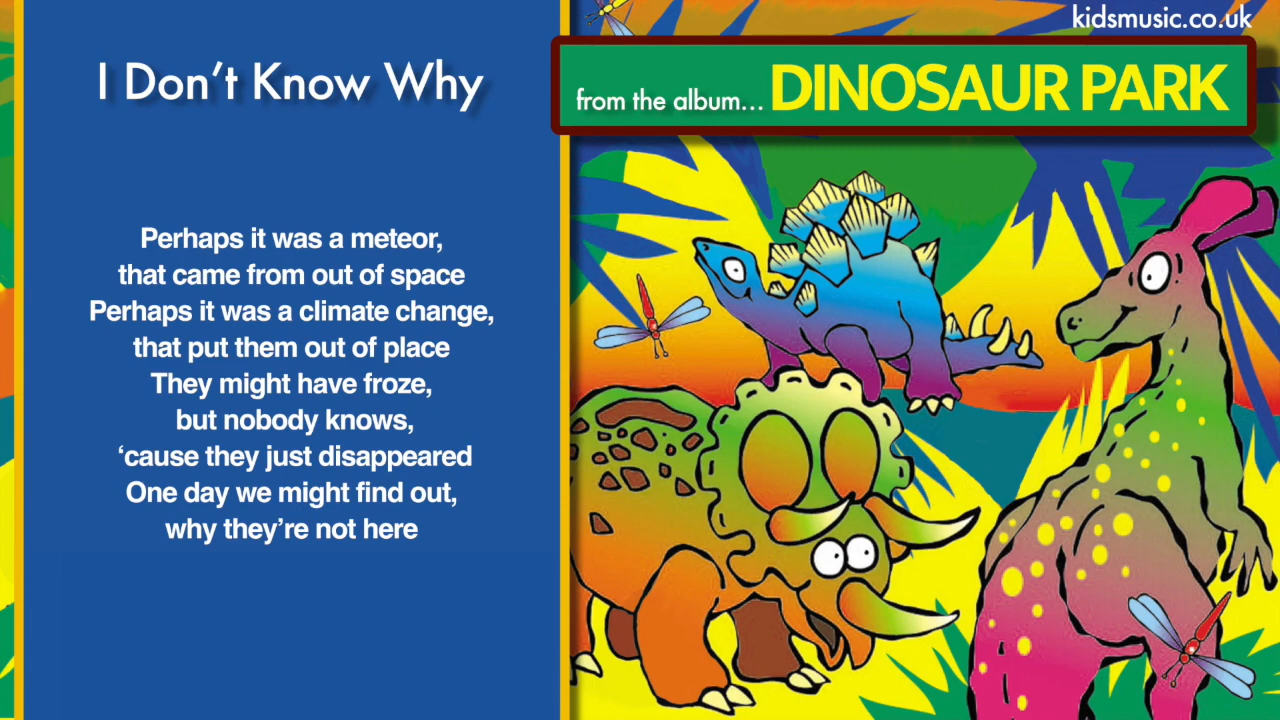 kidsmusic.co.uk
I Don’t Know Why
from the album... DINOSAUR PARK
Perhaps it was a meteor,
that came from out of space
Perhaps it was a climate change,
that put them out of place
They might have froze,
but nobody knows,
‘cause they just disappeared
One day we might find out,
why they’re not here